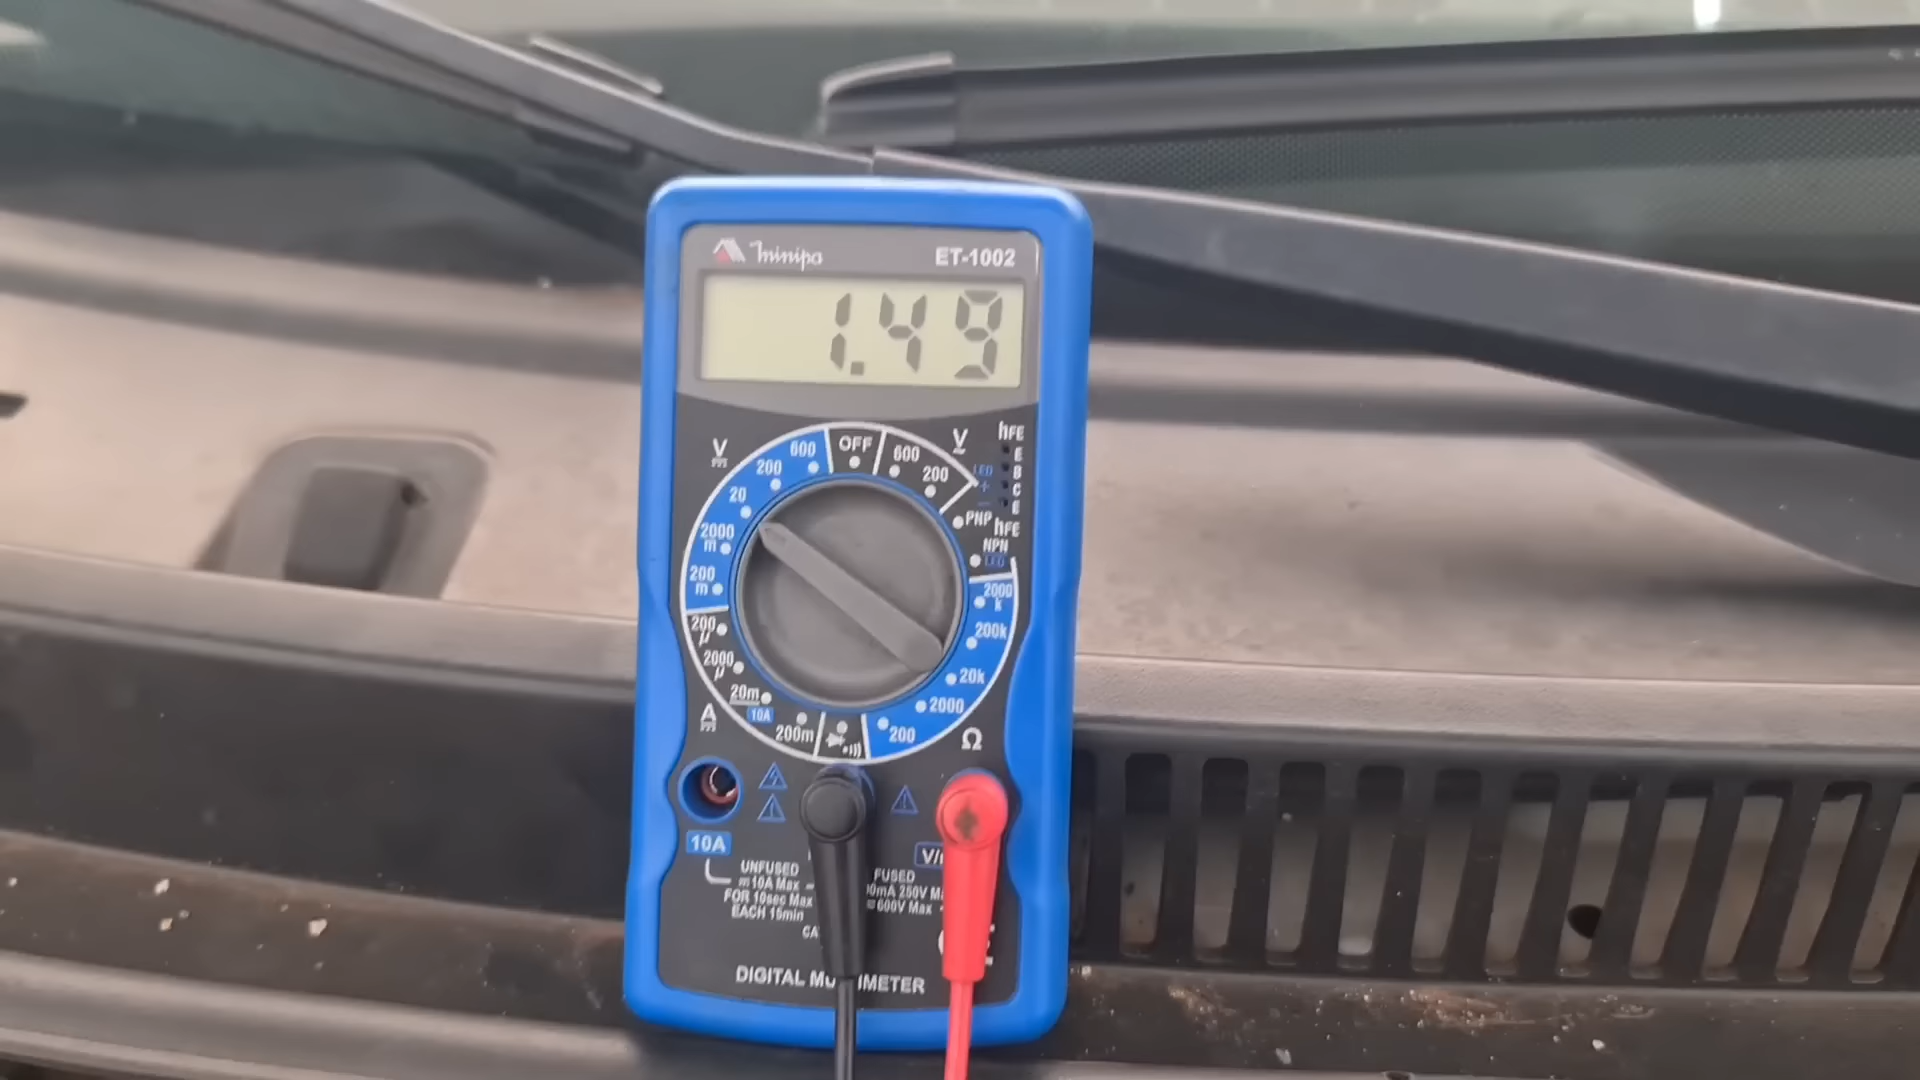 minipa ET-1002
1.49
V 600 OFF 600 V hFE
200 200 LED E
20 + B
2000 m - C
200 m PNP hFE E
NPN
LED
200 µ 2000 k
2000 µ 200k
20m 20k
10A 2000
A 200m 200 Ω
10A
UNFUSED FUSED
10A Max 250V
FOR 10sec Max 600V Max
EACH 15min
DIGITAL